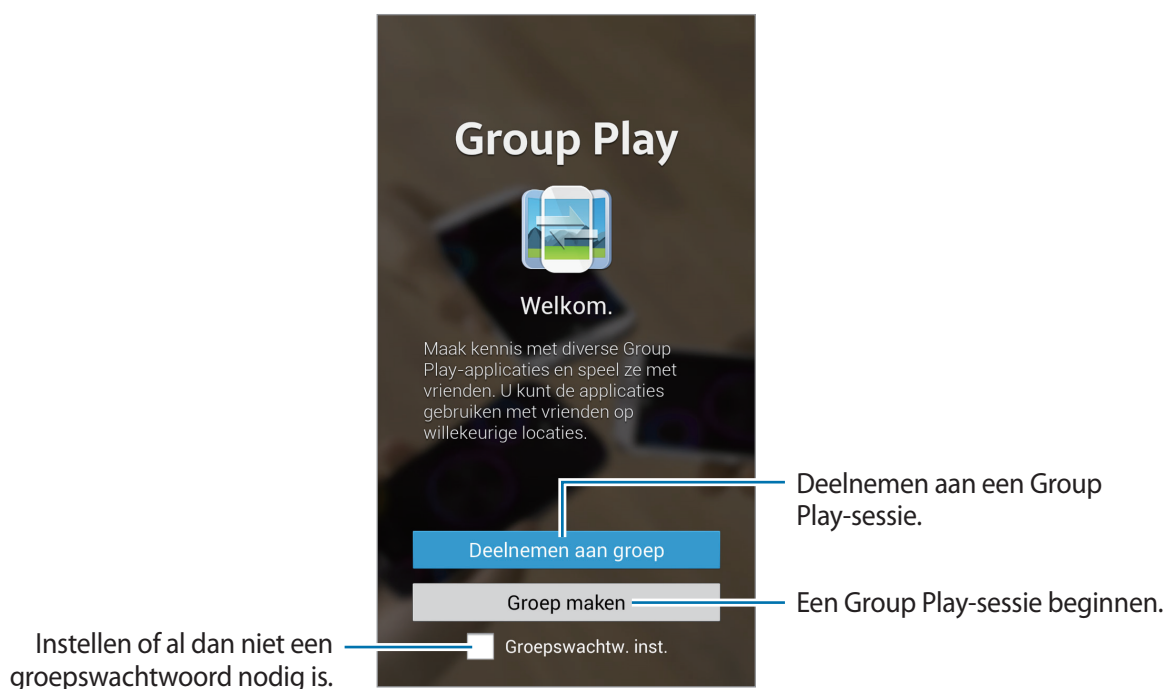 Group Play
Welkom.
Maak kennis met diverse Group
Play-applicaties en speel ze met
vrienden. U kunt de applicaties
gebruiken met vrienden op
willekeurige locaties.
Deelnemen aan een Group
Play-sessie.
Deelnemen aan groep
Groep maken
Een Group Play-sessie beginnen.
Instellen of al dan niet een
groepswachtwoord nodig is.
Groepswachtw. inst.